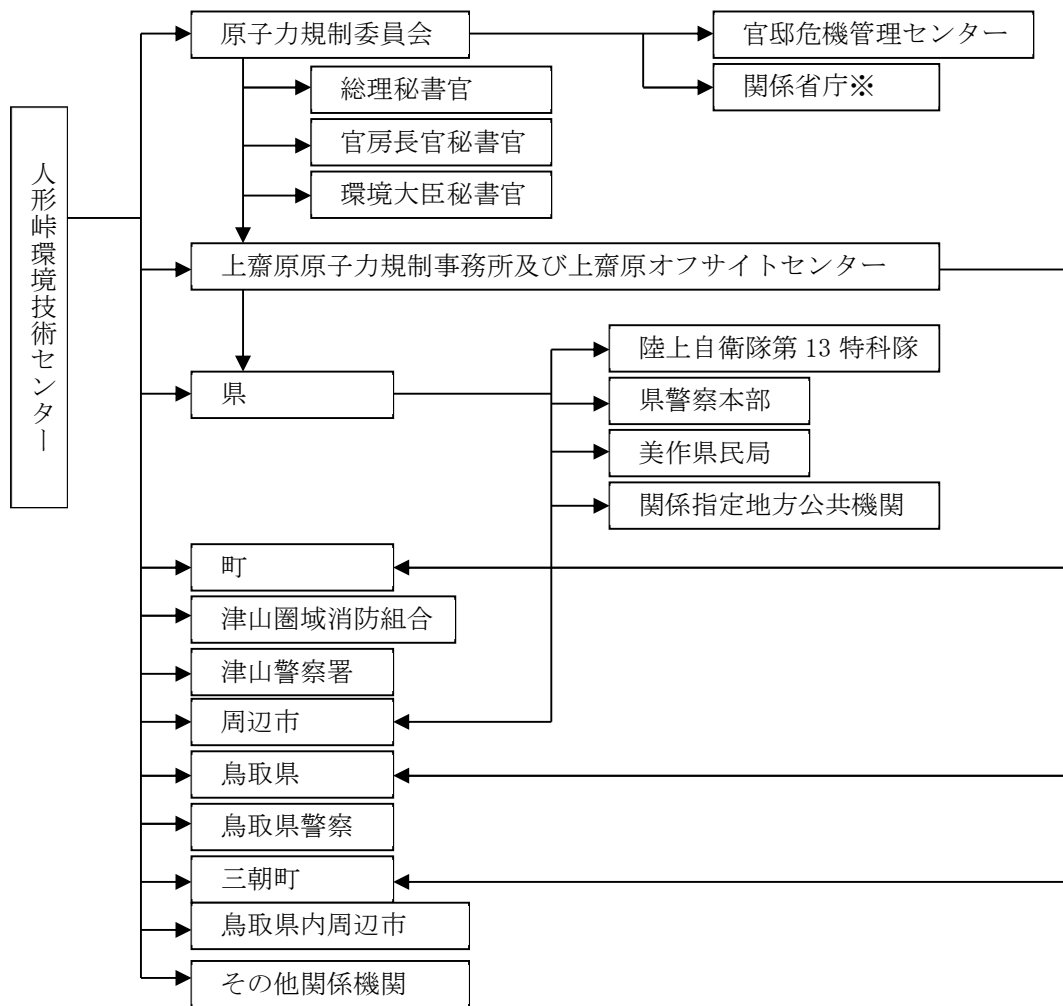 人形峠環境技術センター
原子力規制委員会
官邸危機管理センター
関係省庁※
総理秘書官
官房長官秘書官
環境大臣秘書官
上齋原原子力規制事務所及び上齋原オフサイトセンター
県
陸上自衛隊第 13 特科隊
県警察本部
美作県民局
関係指定地方公共機関
町
津山圏域消防組合
津山警察署
周辺市
鳥取県
鳥取県警察
三朝町
鳥取県内周辺市
その他関係機関